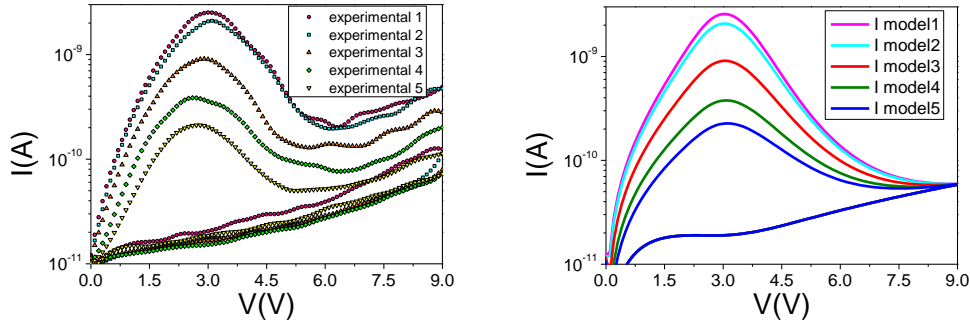 I(A)
10⁻⁹
10⁻¹⁰
10⁻¹¹
experimental 1
experimental 2
experimental 3
experimental 4
experimental 5
0.0 1.5 3.0 4.5 6.0 7.5 9.0
V(V)
I(A)
10⁻⁹
10⁻¹⁰
10⁻¹¹
I model1
I model2
I model3
I model4
I model5
0.0 1.5 3.0 4.5 6.0 7.5 9.0
V(V)